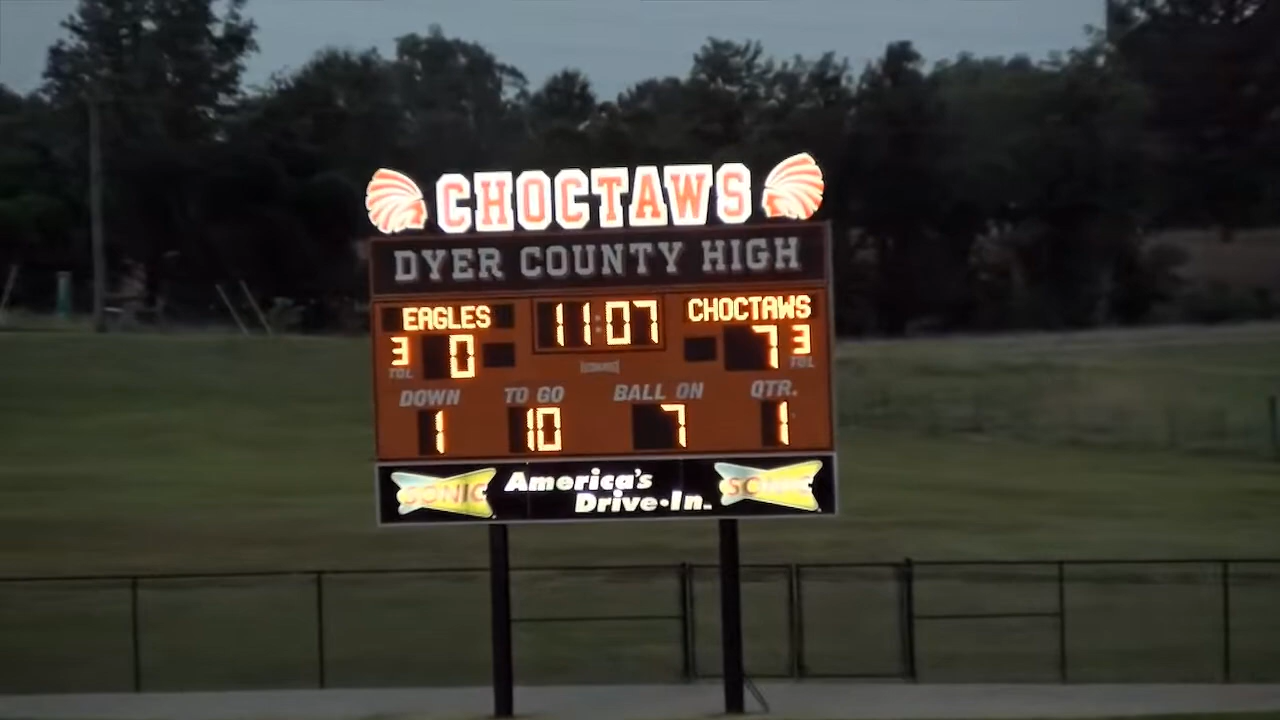 CHOCTAWS
DYER COUNTY HIGH
EAGLES 11:07 CHOCTAWS
3 0 7 3
TOL TOL
DOWN TO GO BALL ON QTR.
1 10 7 1
SONIC America's Drive-In. SONIC